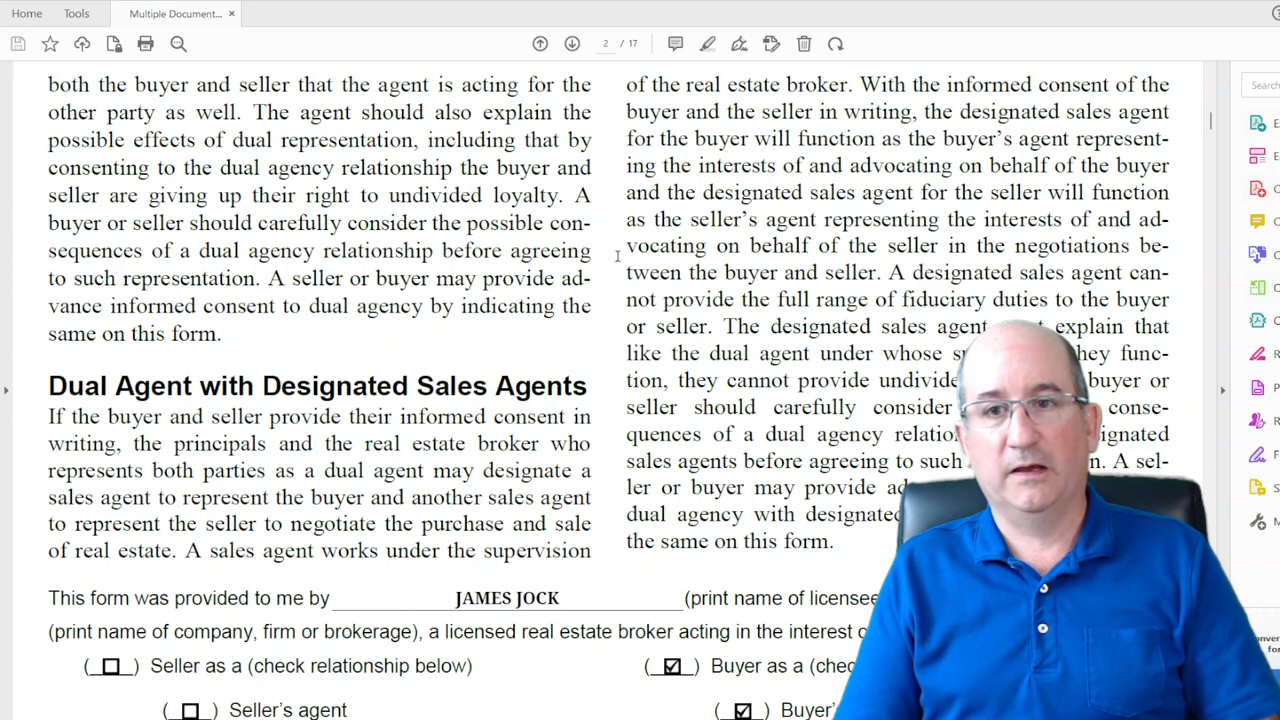 Home Tools Multiple Document... ×
2 / 17
Search
both the buyer and seller that the agent is acting for the
other party as well. The agent should also explain the
possible effects of dual representation, including that by
consenting to the dual agency relationship the buyer and
seller are giving up their right to undivided loyalty. A
buyer or seller should carefully consider the possible con-
sequences of a dual agency relationship before agreeing
to such representation. A seller or buyer may provide ad-
vance informed consent to dual agency by indicating the
same on this form.
Dual Agent with Designated Sales Agents
If the buyer and seller provide their informed consent in
writing, the principals and the real estate broker who
represents both parties as a dual agent may designate a
sales agent to represent the buyer and another sales agent
to represent the seller to negotiate the purchase and sale
of real estate. A sales agent works under the supervision
of the real estate broker. With the informed consent of the
buyer and the seller in writing, the designated sales agent
for the buyer will function as the buyer's agent represent-
ing the interests of and advocating on behalf of the buyer
and the designated sales agent for the seller will function
as the seller's agent representing the interests of and ad-
vocating on behalf of the seller in the negotiations be-
tween the buyer and seller. A designated sales agent can-
not provide the full range of fiduciary duties to the buyer
or seller. The designated sales agent explain that
like the dual agent under whose they func-
tion, they cannot provide buyer or
seller should carefully consider conse-
quences of a dual agency
sales agents before agreeing to such A sel-
ler or buyer may provide
dual agency with
the same on this form.
This form was provided to me by JAMES JOCK (print name of licensee
(print name of company, firm or brokerage), a licensed real estate broker acting in the interest
( ☐ ) Seller as a (check relationship below) ( ☑ ) Buyer as a
( ☐ ) Seller's agent ( ☑ )